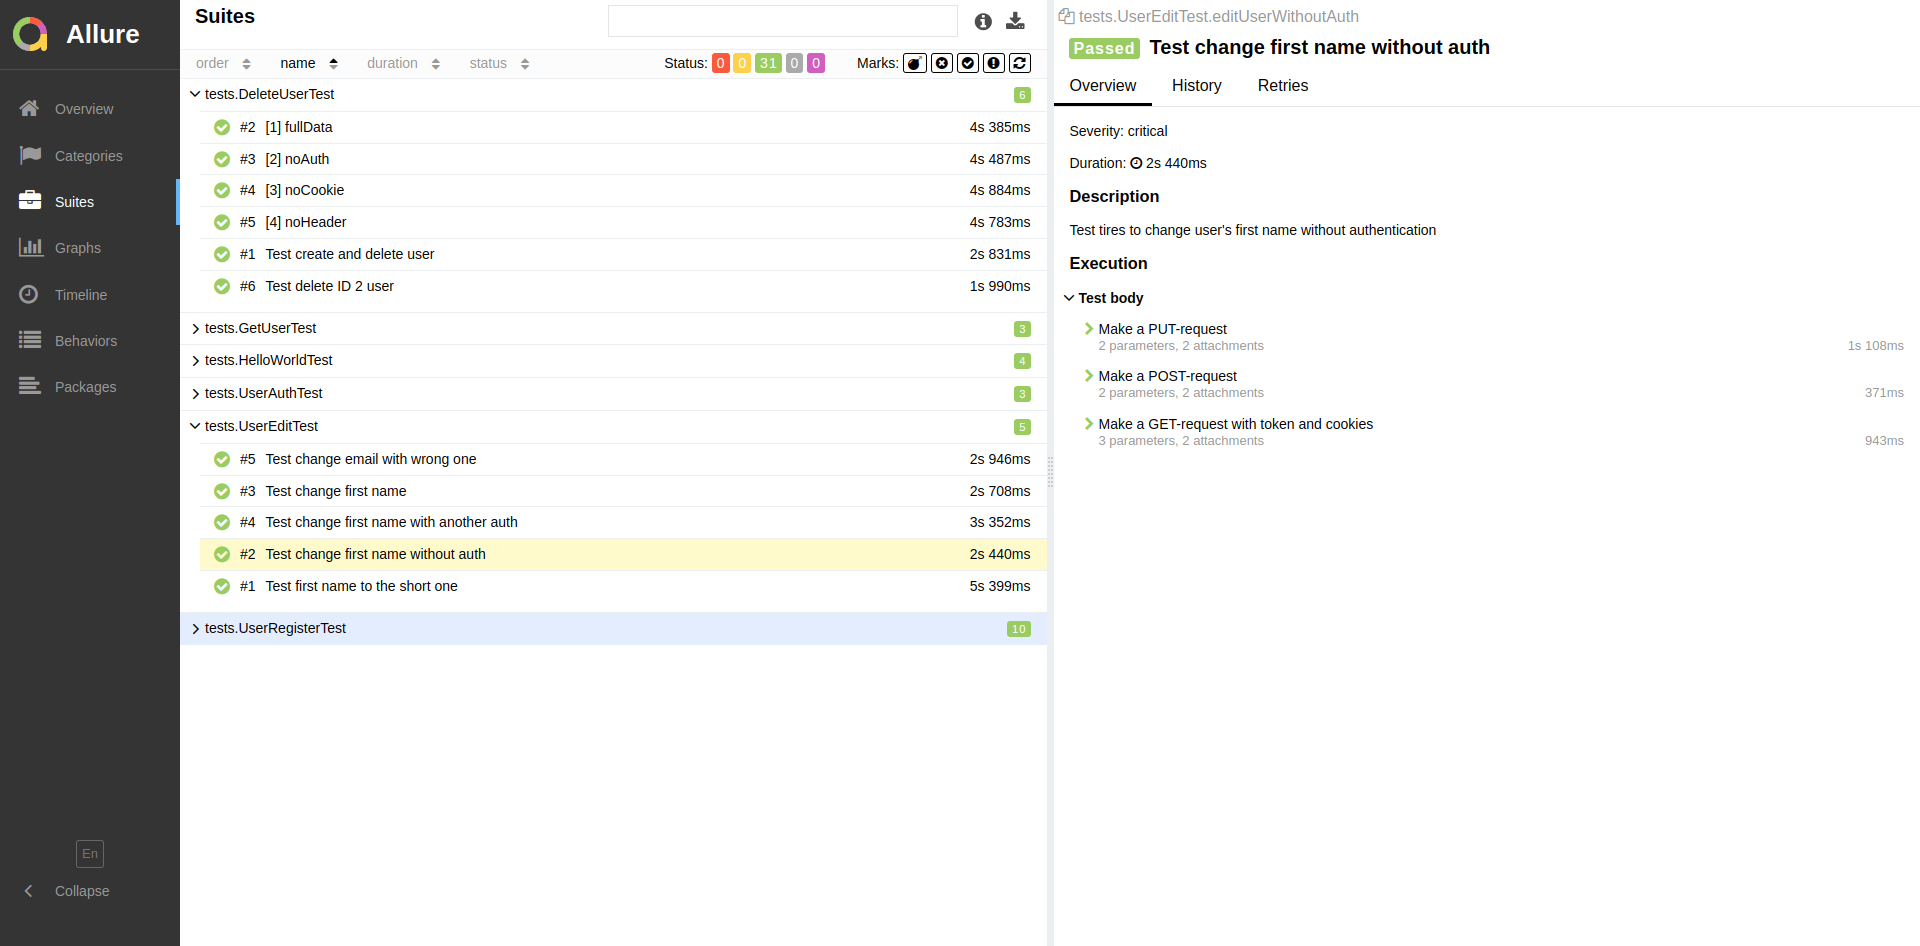 Allure
Overview
Categories
Suites
Graphs
Timeline
Behaviors
Packages
En
Collapse
Suites
order name duration status Status: 0 0 31 0 0 Marks:
tests.DeleteUserTest 6
#2 [1] fullData 4s 385ms
#3 [2] noAuth 4s 487ms
#4 [3] noCookie 4s 884ms
#5 [4] noHeader 4s 783ms
#1 Test create and delete user 2s 831ms
#6 Test delete ID 2 user 1s 990ms
tests.GetUserTest 3
tests.HelloWorldTest 4
tests.UserAuthTest 3
tests.UserEditTest 5
#5 Test change email with wrong one 2s 946ms
#3 Test change first name 2s 708ms
#4 Test change first name with another auth 3s 352ms
#2 Test change first name without auth 2s 440ms
#1 Test first name to the short one 5s 399ms
tests.UserRegisterTest 10
tests.UserEditTest.editUserWithoutAuth
Passed Test change first name without auth
Overview History Retries
Severity: critical
Duration: 2s 440ms
Description
Test tires to change user's first name without authentication
Execution
Test body
Make a PUT-request
2 parameters, 2 attachments 1s 108ms
Make a POST-request
2 parameters, 2 attachments 371ms
Make a GET-request with token and cookies
3 parameters, 2 attachments 943ms